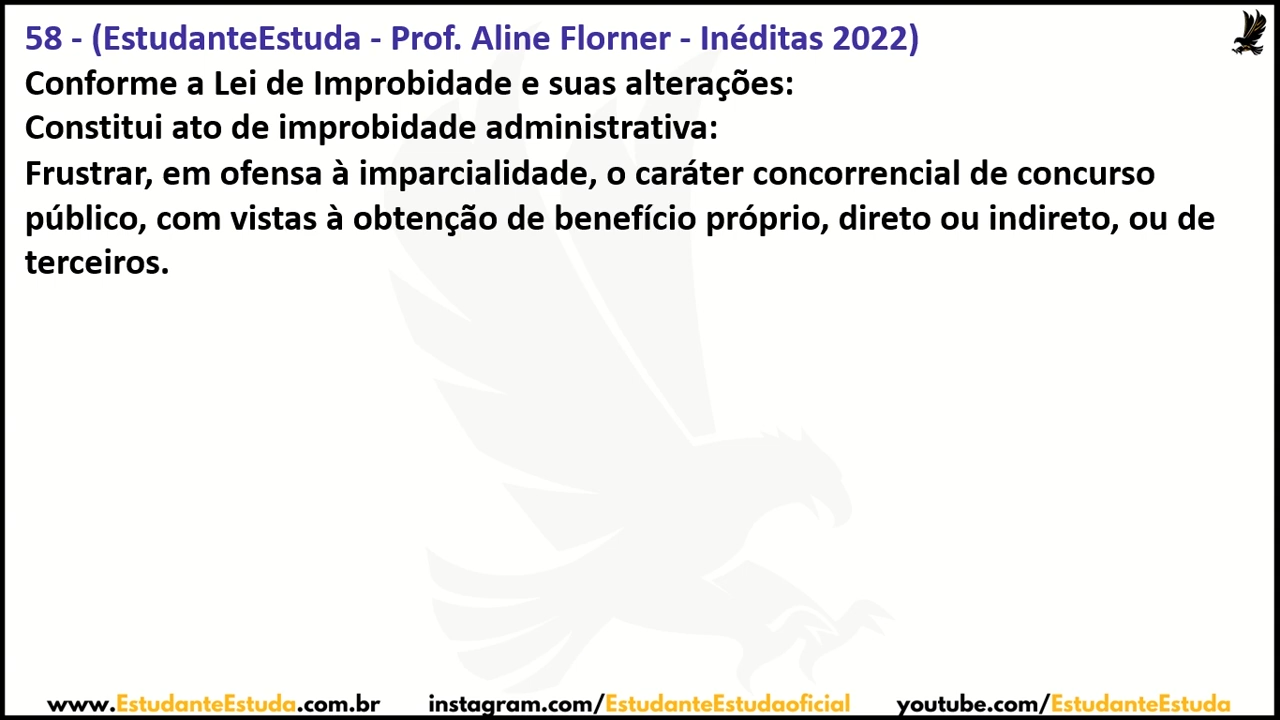 58 - (EstudanteEstuda - Prof. Aline Florner - Inéditas 2022)
Conforme a Lei de Improbidade e suas alterações:
Constitui ato de improbidade administrativa:
Frustrar, em ofensa à imparcialidade, o caráter concorrencial de concurso
público, com vistas à obtenção de benefício próprio, direto ou indireto, ou de
terceiros.
www.EstudanteEstuda.com.br instagram.com/EstudanteEstudaoficial youtube.com/EstudanteEstuda